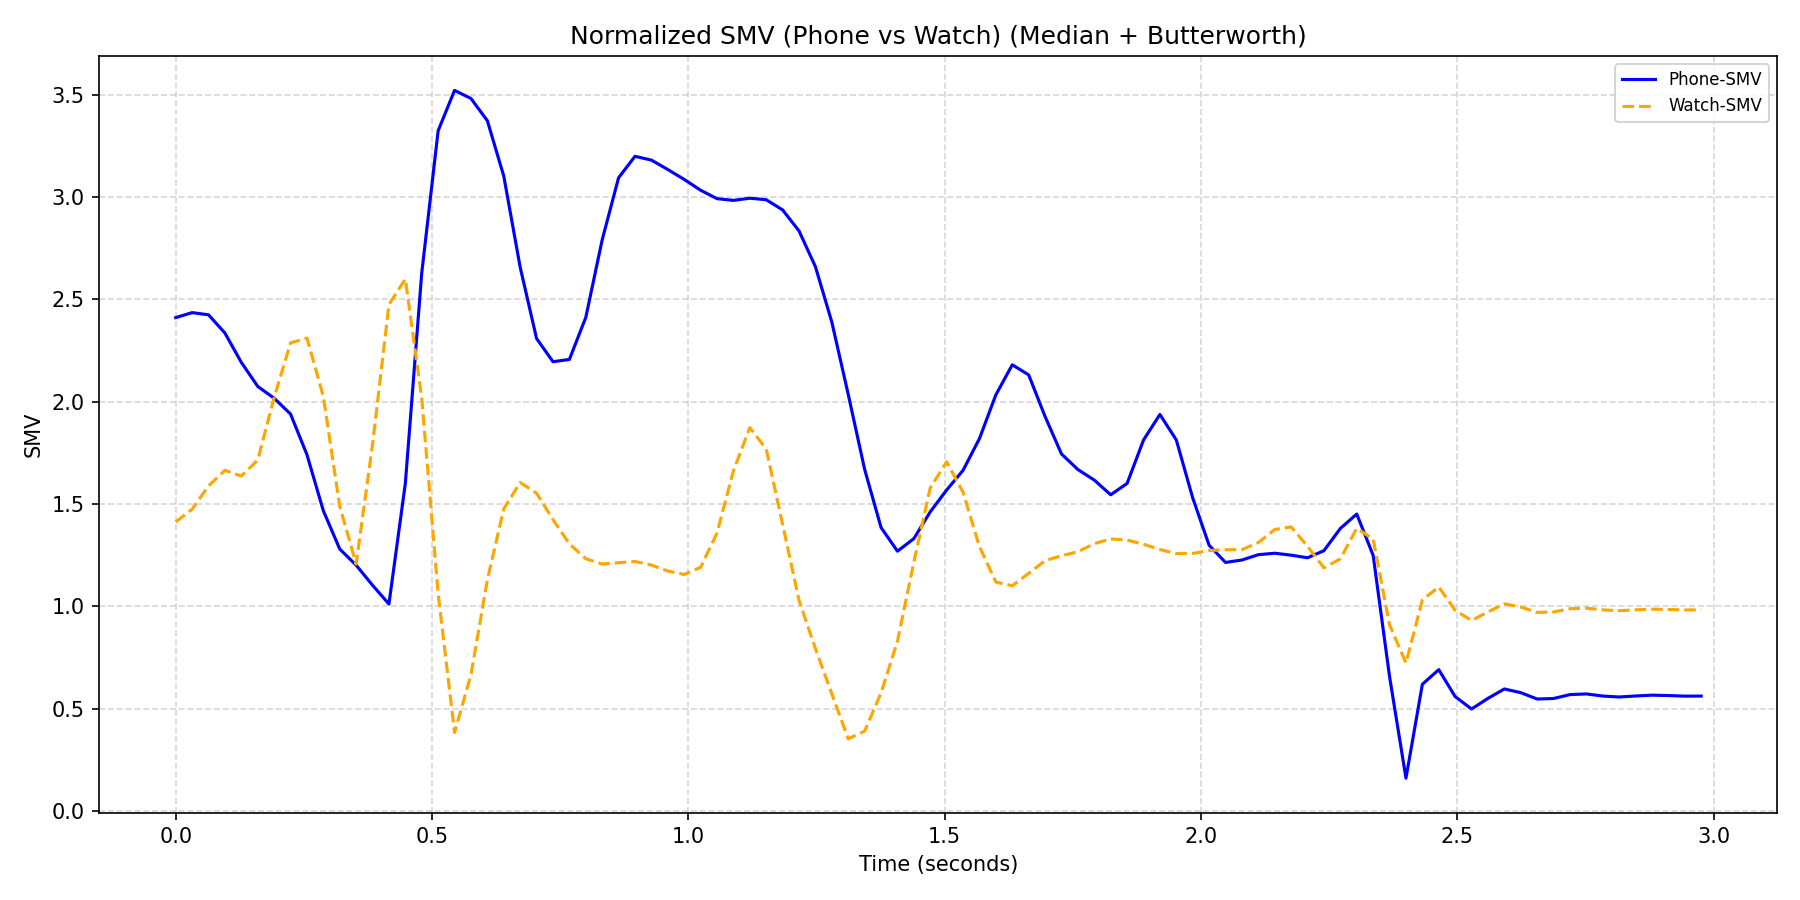 Normalized SMV (Phone vs Watch) (Median + Butterworth)
Phone-SMV
Watch-SMV
3.5
3.0
2.5
2.0
1.5
1.0
0.5
0.0
SMV
0.0 0.5 1.0 1.5 2.0 2.5 3.0
Time (seconds)